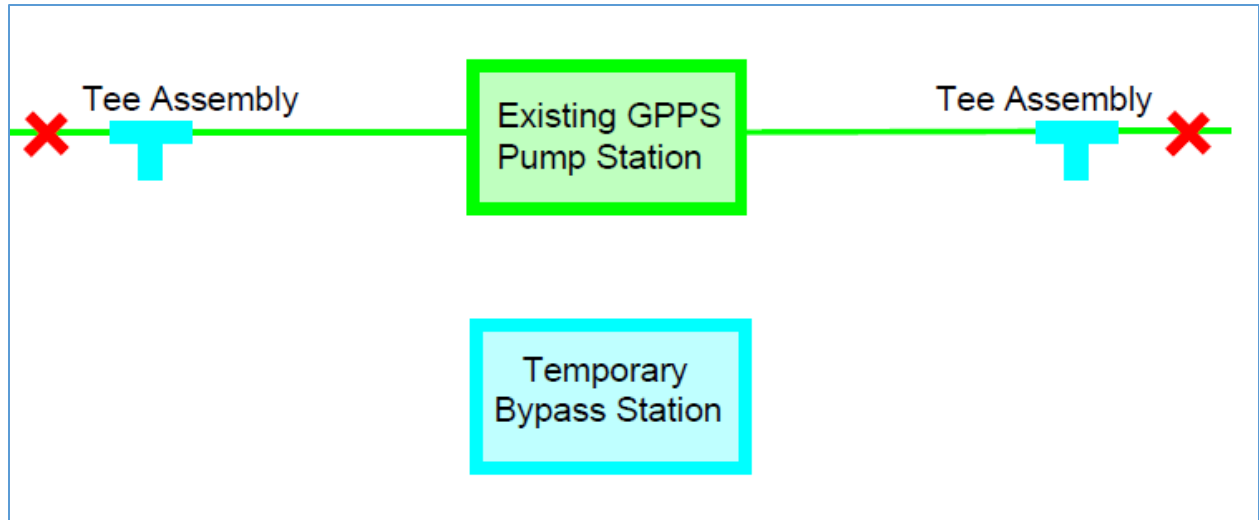 Tee Assembly
Existing GPPS
Pump Station
Tee Assembly
Temporary
Bypass Station